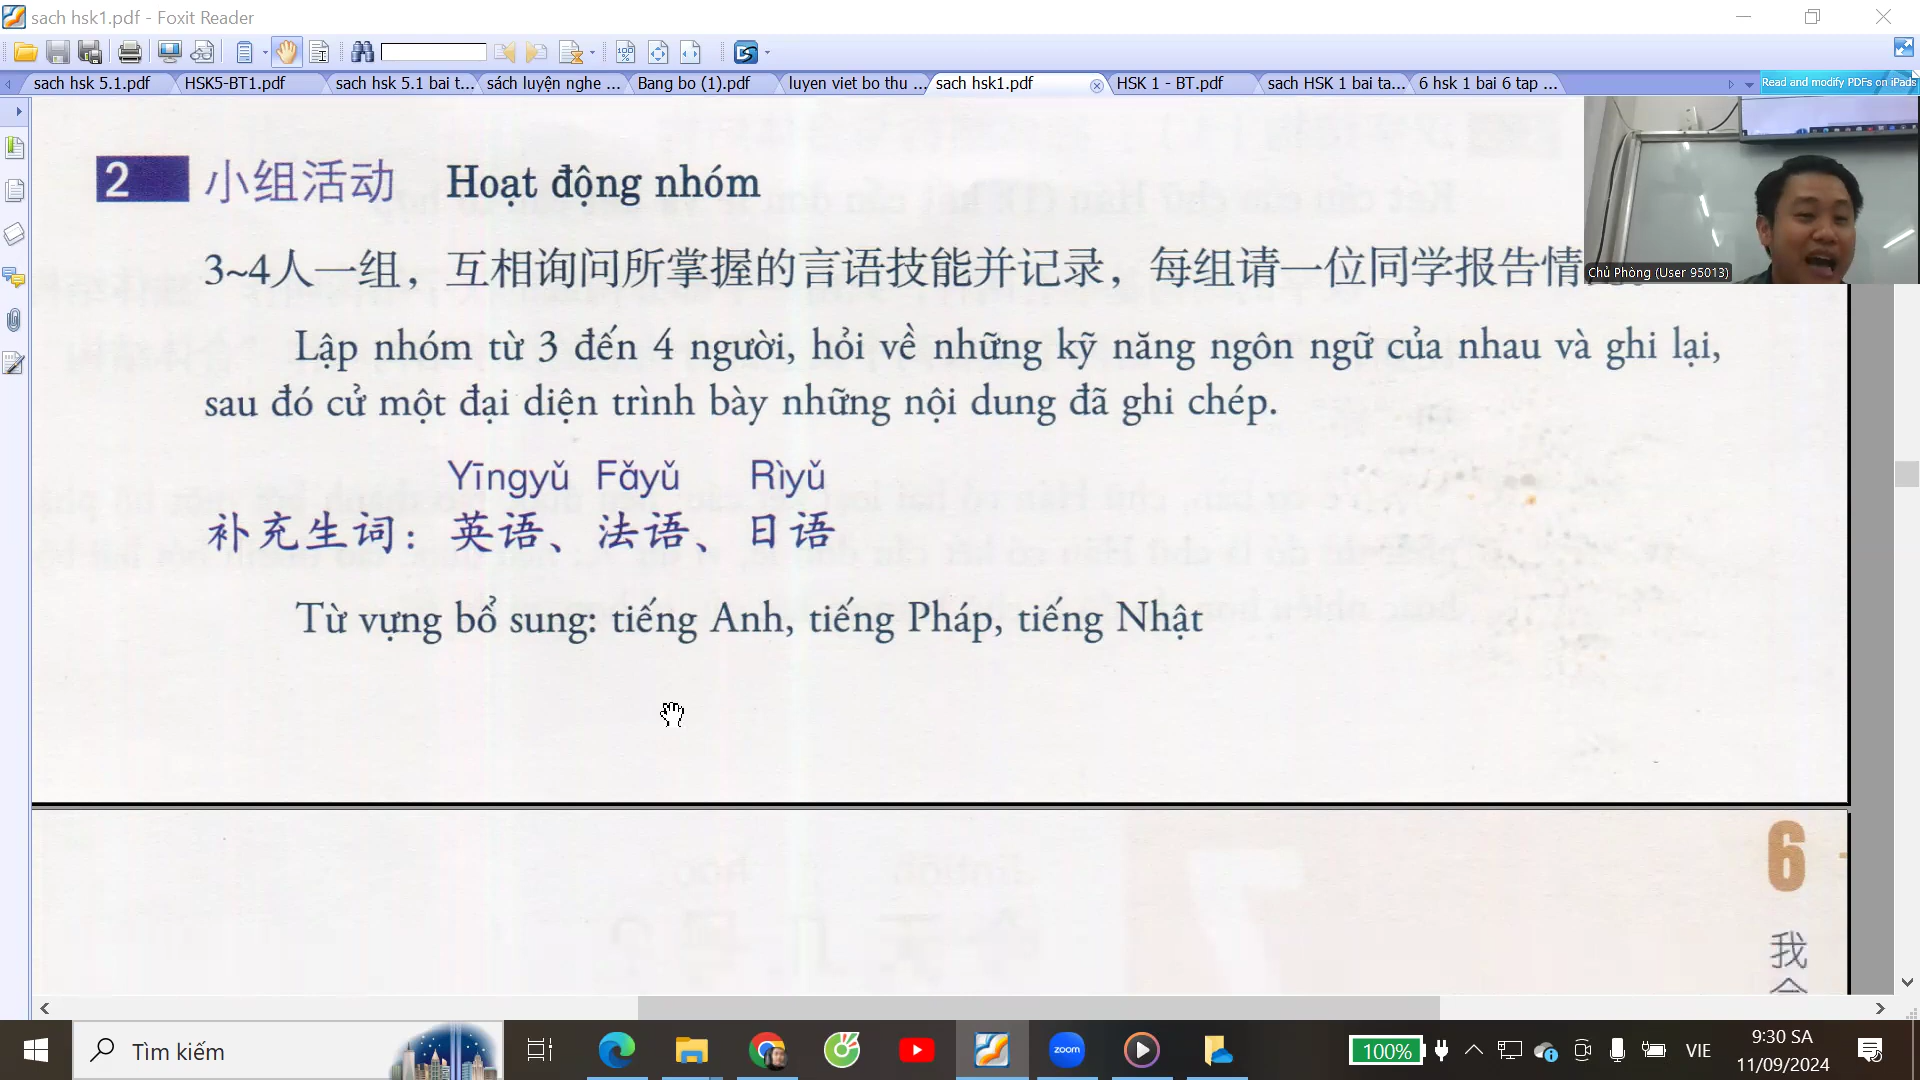 sach hsk1.pdf - Foxit Reader
sach hsk 5.1.pdf
HSK5-BT1.pdf
sach hsk 5.1 bai t...
sách luyện nghe ...
Bang bo (1).pdf
luyen viet bo thu ...
sach hsk1.pdf
HSK 1 - BT.pdf
sach HSK 1 bai ta...
6 hsk 1 bai 6 tap ...
Read and modify PDFs on iPads
2 小组活动 Hoạt động nhóm
3~4人一组，互相询问所掌握的言语技能并记录，每组请一位同学报告情
Chủ Phòng (User 95013)
Lập nhóm từ 3 đến 4 người, hỏi về những kỹ năng ngôn ngữ của nhau và ghi lại,
sau đó cử một đại diện trình bày những nội dung đã ghi chép.
Yīngyǔ Fǎyǔ Rìyǔ
补充生词：英语、法语、日语
Từ vựng bổ sung: tiếng Anh, tiếng Pháp, tiếng Nhật
6
我
Tìm kiếm
zoom
100%
VIE
9:30 SA
11/09/2024